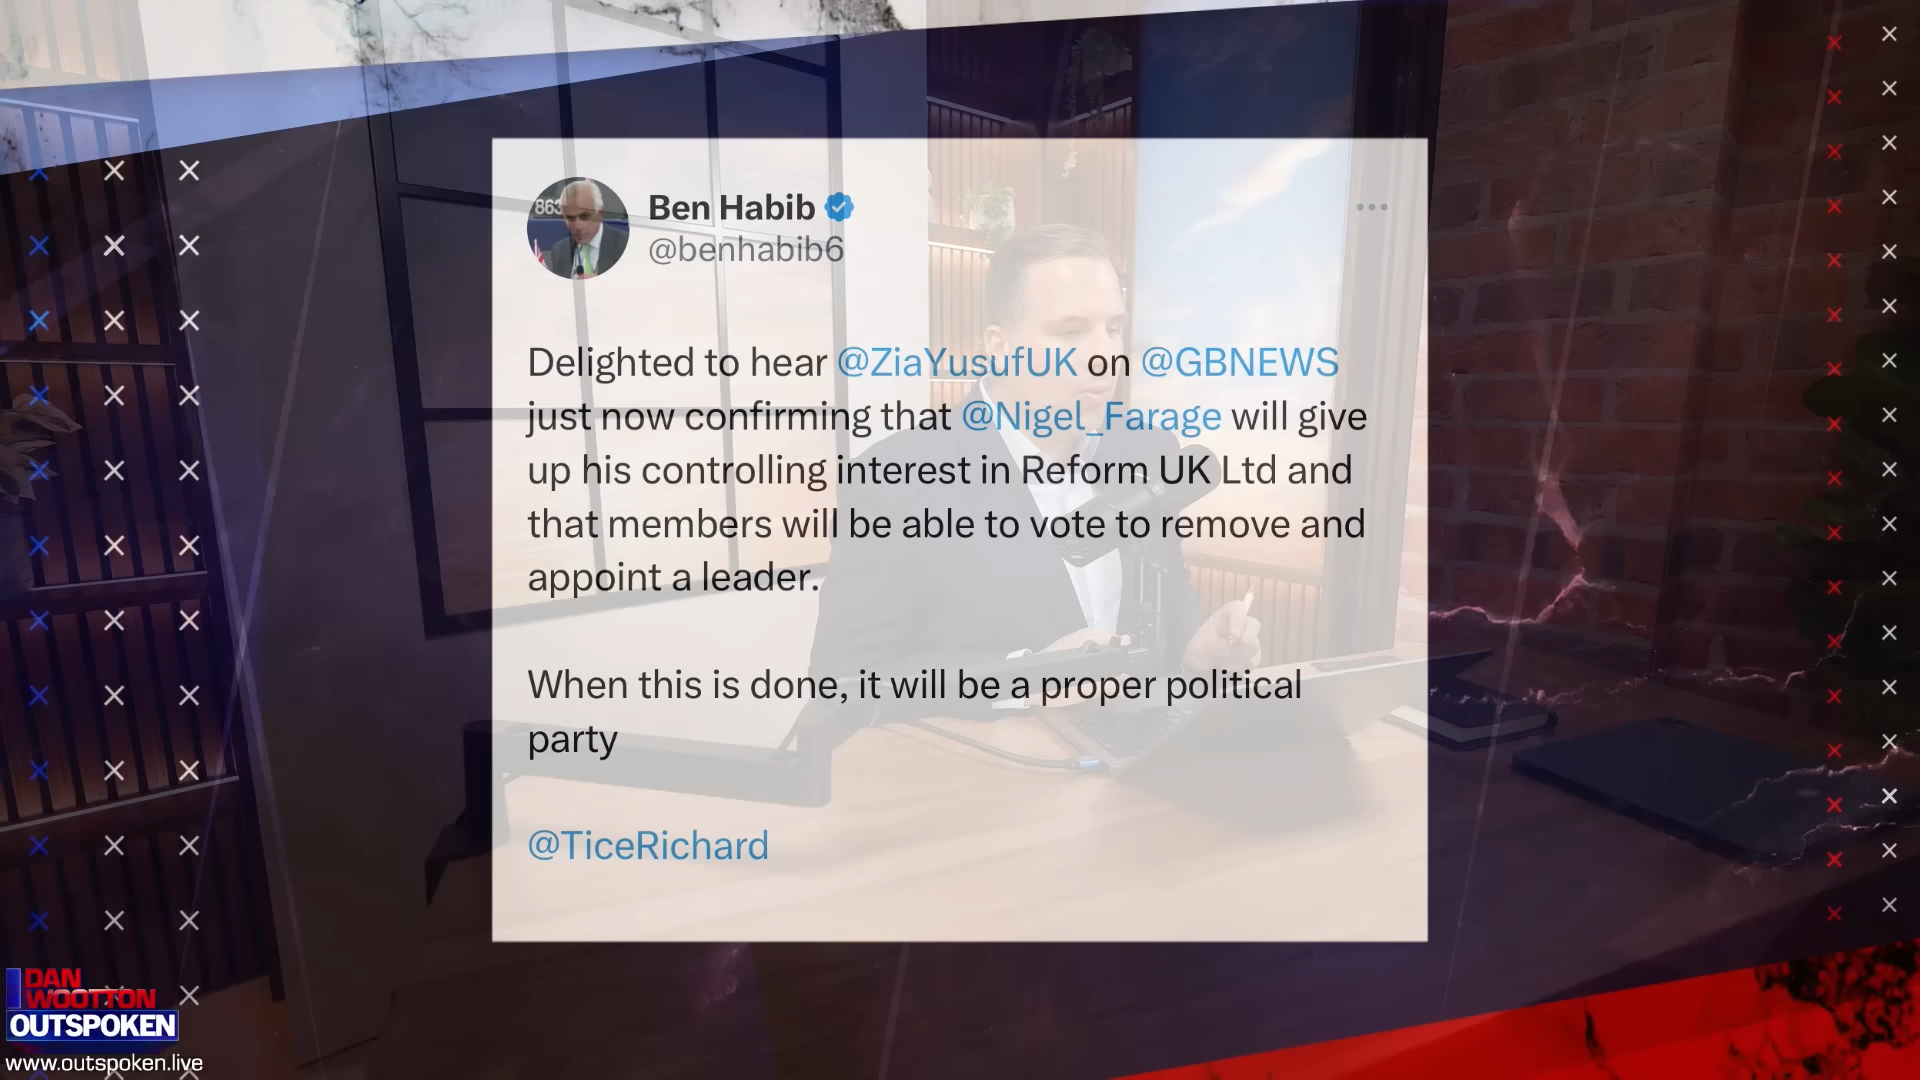 863
Ben Habib
@benhabib6
Delighted to hear @ZiaYusufUK on @GBNEWS
just now confirming that @Nigel_Farage will give
up his controlling interest in Reform UK Ltd and
that members will be able to vote to remove and
appoint a leader.
When this is done, it will be a proper political
party
@TiceRichard
DAN
WOOTTON
OUTSPOKEN
www.outspoken.live